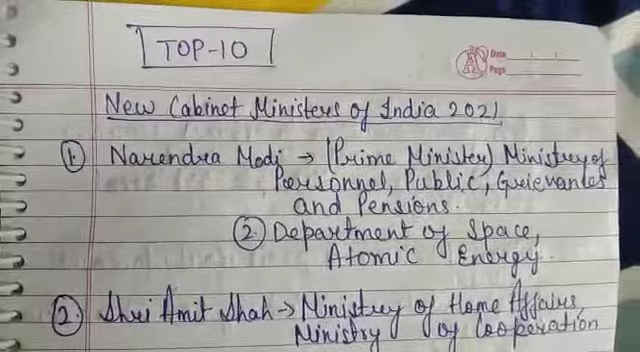 TOP-10
Date
Page
New Cabinet Ministers of India 2021
1. Narendra Modi → (Prime Minister) Ministry of
Personnel, Public, Grievances
and Pensions.
2. Department of Space,
Atomic Energy.
2. Shri Amit Shah → Ministry of Home Affairs,
Ministry of Cooperation